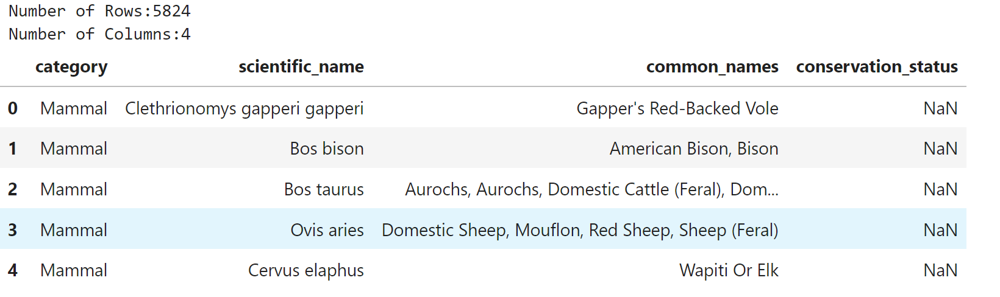 Number of Rows:5824
Number of Columns:4
category scientific_name common_names conservation_status
0 Mammal Clethrionomys gapperi gapperi Gapper's Red-Backed Vole NaN
1 Mammal Bos bison American Bison, Bison NaN
2 Mammal Bos taurus Aurochs, Aurochs, Domestic Cattle (Feral), Dom... NaN
3 Mammal Ovis aries Domestic Sheep, Mouflon, Red Sheep, Sheep (Feral) NaN
4 Mammal Cervus elaphus Wapiti Or Elk NaN